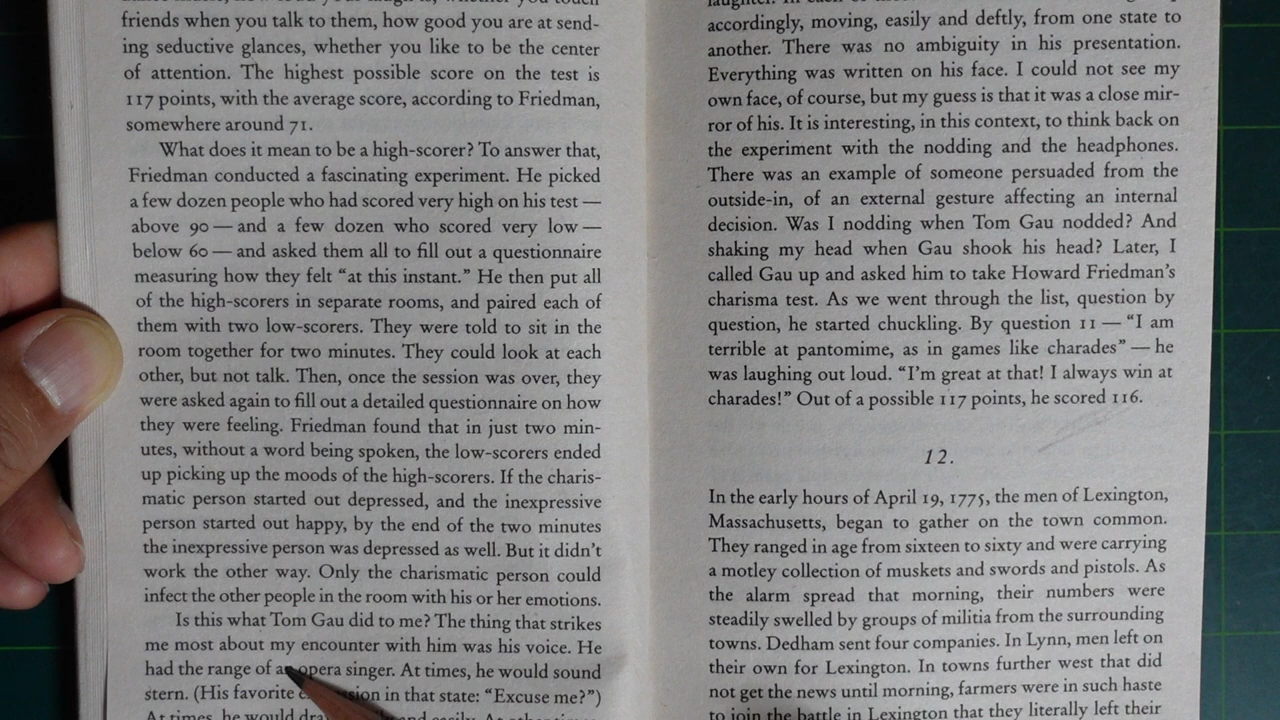 friends when you talk to them, how good you are at send-
ing seductive glances, whether you like to be the center
of attention. The highest possible score on the test is
117 points, with the average score, according to Friedman,
somewhere around 71.
What does it mean to be a high-scorer? To answer that,
Friedman conducted a fascinating experiment. He picked
a few dozen people who had scored very high on his test —
above 90 — and a few dozen who scored very low —
below 60 — and asked them all to fill out a questionnaire
measuring how they felt “at this instant.” He then put all
of the high-scorers in separate rooms, and paired each of
them with two low-scorers. They were told to sit in the
room together for two minutes. They could look at each
other, but not talk. Then, once the session was over, they
were asked again to fill out a detailed questionnaire on how
they were feeling. Friedman found that in just two min-
utes, without a word being spoken, the low-scorers ended
up picking up the moods of the high-scorers. If the charis-
matic person started out depressed, and the inexpressive
person started out happy, by the end of the two minutes
the inexpressive person was depressed as well. But it didn’t
work the other way. Only the charismatic person could
infect the other people in the room with his or her emotions.
Is this what Tom Gau did to me? The thing that strikes
me most about my encounter with him was his voice. He
had the range of an opera singer. At times, he would sound
stern. (His favorite in that state: “Excuse me?”)
At times, he would and easily. At
accordingly, moving, easily and deftly, from one state to
another. There was no ambiguity in his presentation.
Everything was written on his face. I could not see my
own face, of course, but my guess is that it was a close mir-
ror of his. It is interesting, in this context, to think back on
the experiment with the nodding and the headphones.
There was an example of someone persuaded from the
outside-in, of an external gesture affecting an internal
decision. Was I nodding when Tom Gau nodded? And
shaking my head when Gau shook his head? Later, I
called Gau up and asked him to take Howard Friedman’s
charisma test. As we went through the list, question by
question, he started chuckling. By question 11 — “I am
terrible at pantomime, as in games like charades” — he
was laughing out loud. “I’m great at that! I always win at
charades!” Out of a possible 117 points, he scored 116.
12.
In the early hours of April 19, 1775, the men of Lexington,
Massachusetts, began to gather on the town common.
They ranged in age from sixteen to sixty and were carrying
a motley collection of muskets and swords and pistols. As
the alarm spread that morning, their numbers were
steadily swelled by groups of militia from the surrounding
towns. Dedham sent four companies. In Lynn, men left on
their own for Lexington. In towns further west that did
not get the news until morning, farmers were in such haste
to join the battle in Lexington that they literally left their